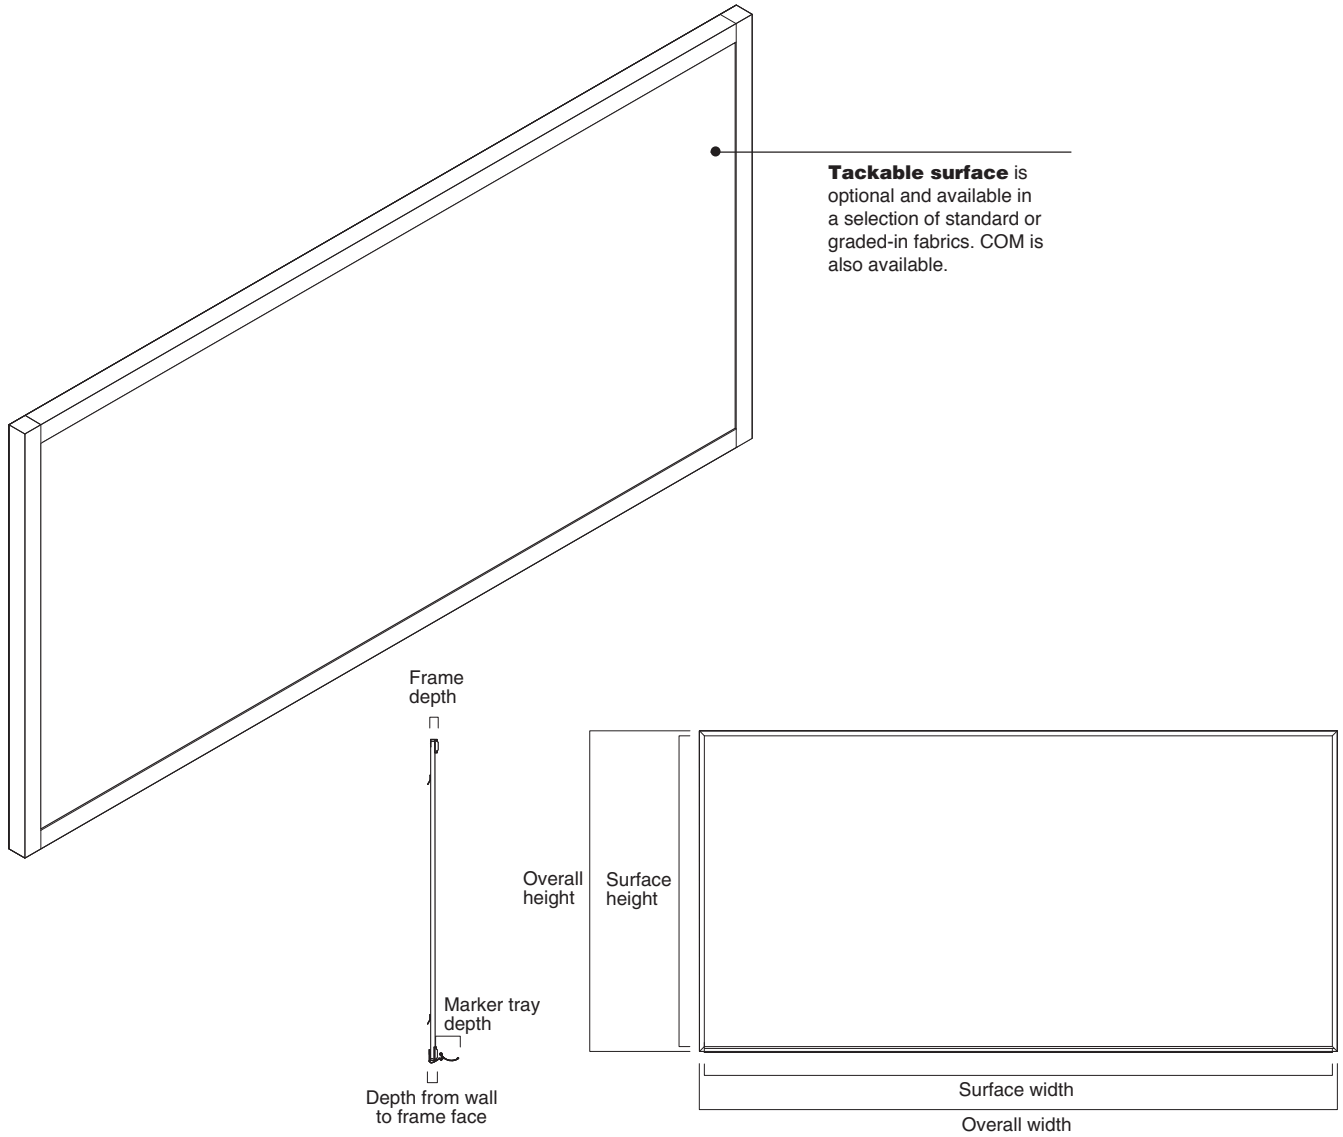 Tackable surface is
optional and available in
a selection of standard or
graded-in fabrics. COM is
also available.
Frame
depth
Overall
height
Surface
height
Marker tray
depth
Depth from wall
to frame face
Surface width
Overall width